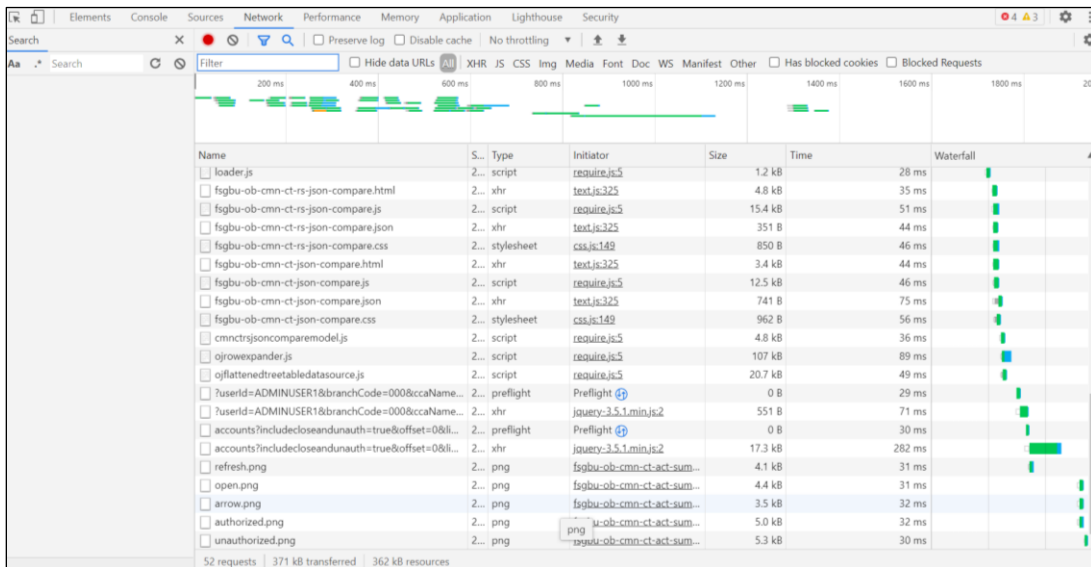 Elements Console Sources Network Performance Memory Application Lighthouse Security 4 3
Search Preserve log Disable cache No throttling
Aa .* Search Filter Hide data URLs All XHR JS CSS Img Media Font Doc WS Manifest Other Has blocked cookies Blocked Requests
200 ms 400 ms 600 ms 800 ms 1000 ms 1200 ms 1400 ms 1600 ms 1800 ms 20
Name S... Type Initiator Size Time Waterfall
loader.js 2... script require.js:5 1.2 kB 28 ms
fsgbu-ob-cmn-ct-rs-json-compare.html 2... xhr text.js:325 4.8 kB 35 ms
fsgbu-ob-cmn-ct-rs-json-compare.js 2... script require.js:5 15.4 kB 51 ms
fsgbu-ob-cmn-ct-rs-json-compare.json 2... xhr text.js:325 351 B 44 ms
fsgbu-ob-cmn-ct-rs-json-compare.css 2... stylesheet css.js:149 850 B 46 ms
fsgbu-ob-cmn-ct-json-compare.html 2... xhr text.js:325 3.4 kB 44 ms
fsgbu-ob-cmn-ct-json-compare.js 2... script require.js:5 12.5 kB 46 ms
fsgbu-ob-cmn-ct-json-compare.json 2... xhr text.js:325 741 B 75 ms
fsgbu-ob-cmn-ct-json-compare.css 2... stylesheet css.js:149 962 B 56 ms
cmnctrsjsoncomparemodel.js 2... script require.js:5 4.8 kB 36 ms
ojrowexpander.js 2... script require.js:5 107 kB 89 ms
ojflattenedtreetabledatasource.js 2... script require.js:5 20.7 kB 49 ms
?userId=ADMINUSER1&branchCode=000&ccaName... 2... preflight Preflight 0 B 29 ms
?userId=ADMINUSER1&branchCode=000&ccaName... 2... xhr jquery-3.5.1.min.js:2 551 B 71 ms
accounts?includecloseandunauth=true&offset=0&li... 2... preflight Preflight 0 B 30 ms
accounts?includecloseandunauth=true&offset=0&li... 2... xhr jquery-3.5.1.min.js:2 17.3 kB 282 ms
refresh.png 2... png fsgbu-ob-cmn-ct-act-sum... 4.1 kB 31 ms
open.png 2... png fsgbu-ob-cmn-ct-act-sum... 4.4 kB 31 ms
arrow.png 2... png fsgbu-ob-cmn-ct-act-sum... 3.5 kB 32 ms
authorized.png 2... png u-ob-cmn-ct-act-sum... 5.0 kB 32 ms
png
unauthorized.png 2... png fsgbu-ob-cmn-ct-act-sum... 5.3 kB 30 ms
52 requests 371 kB transferred 362 kB resources